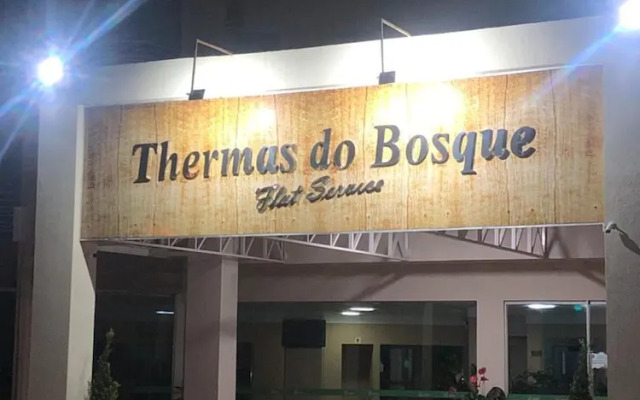 Thermas do Bosque
Flat Service